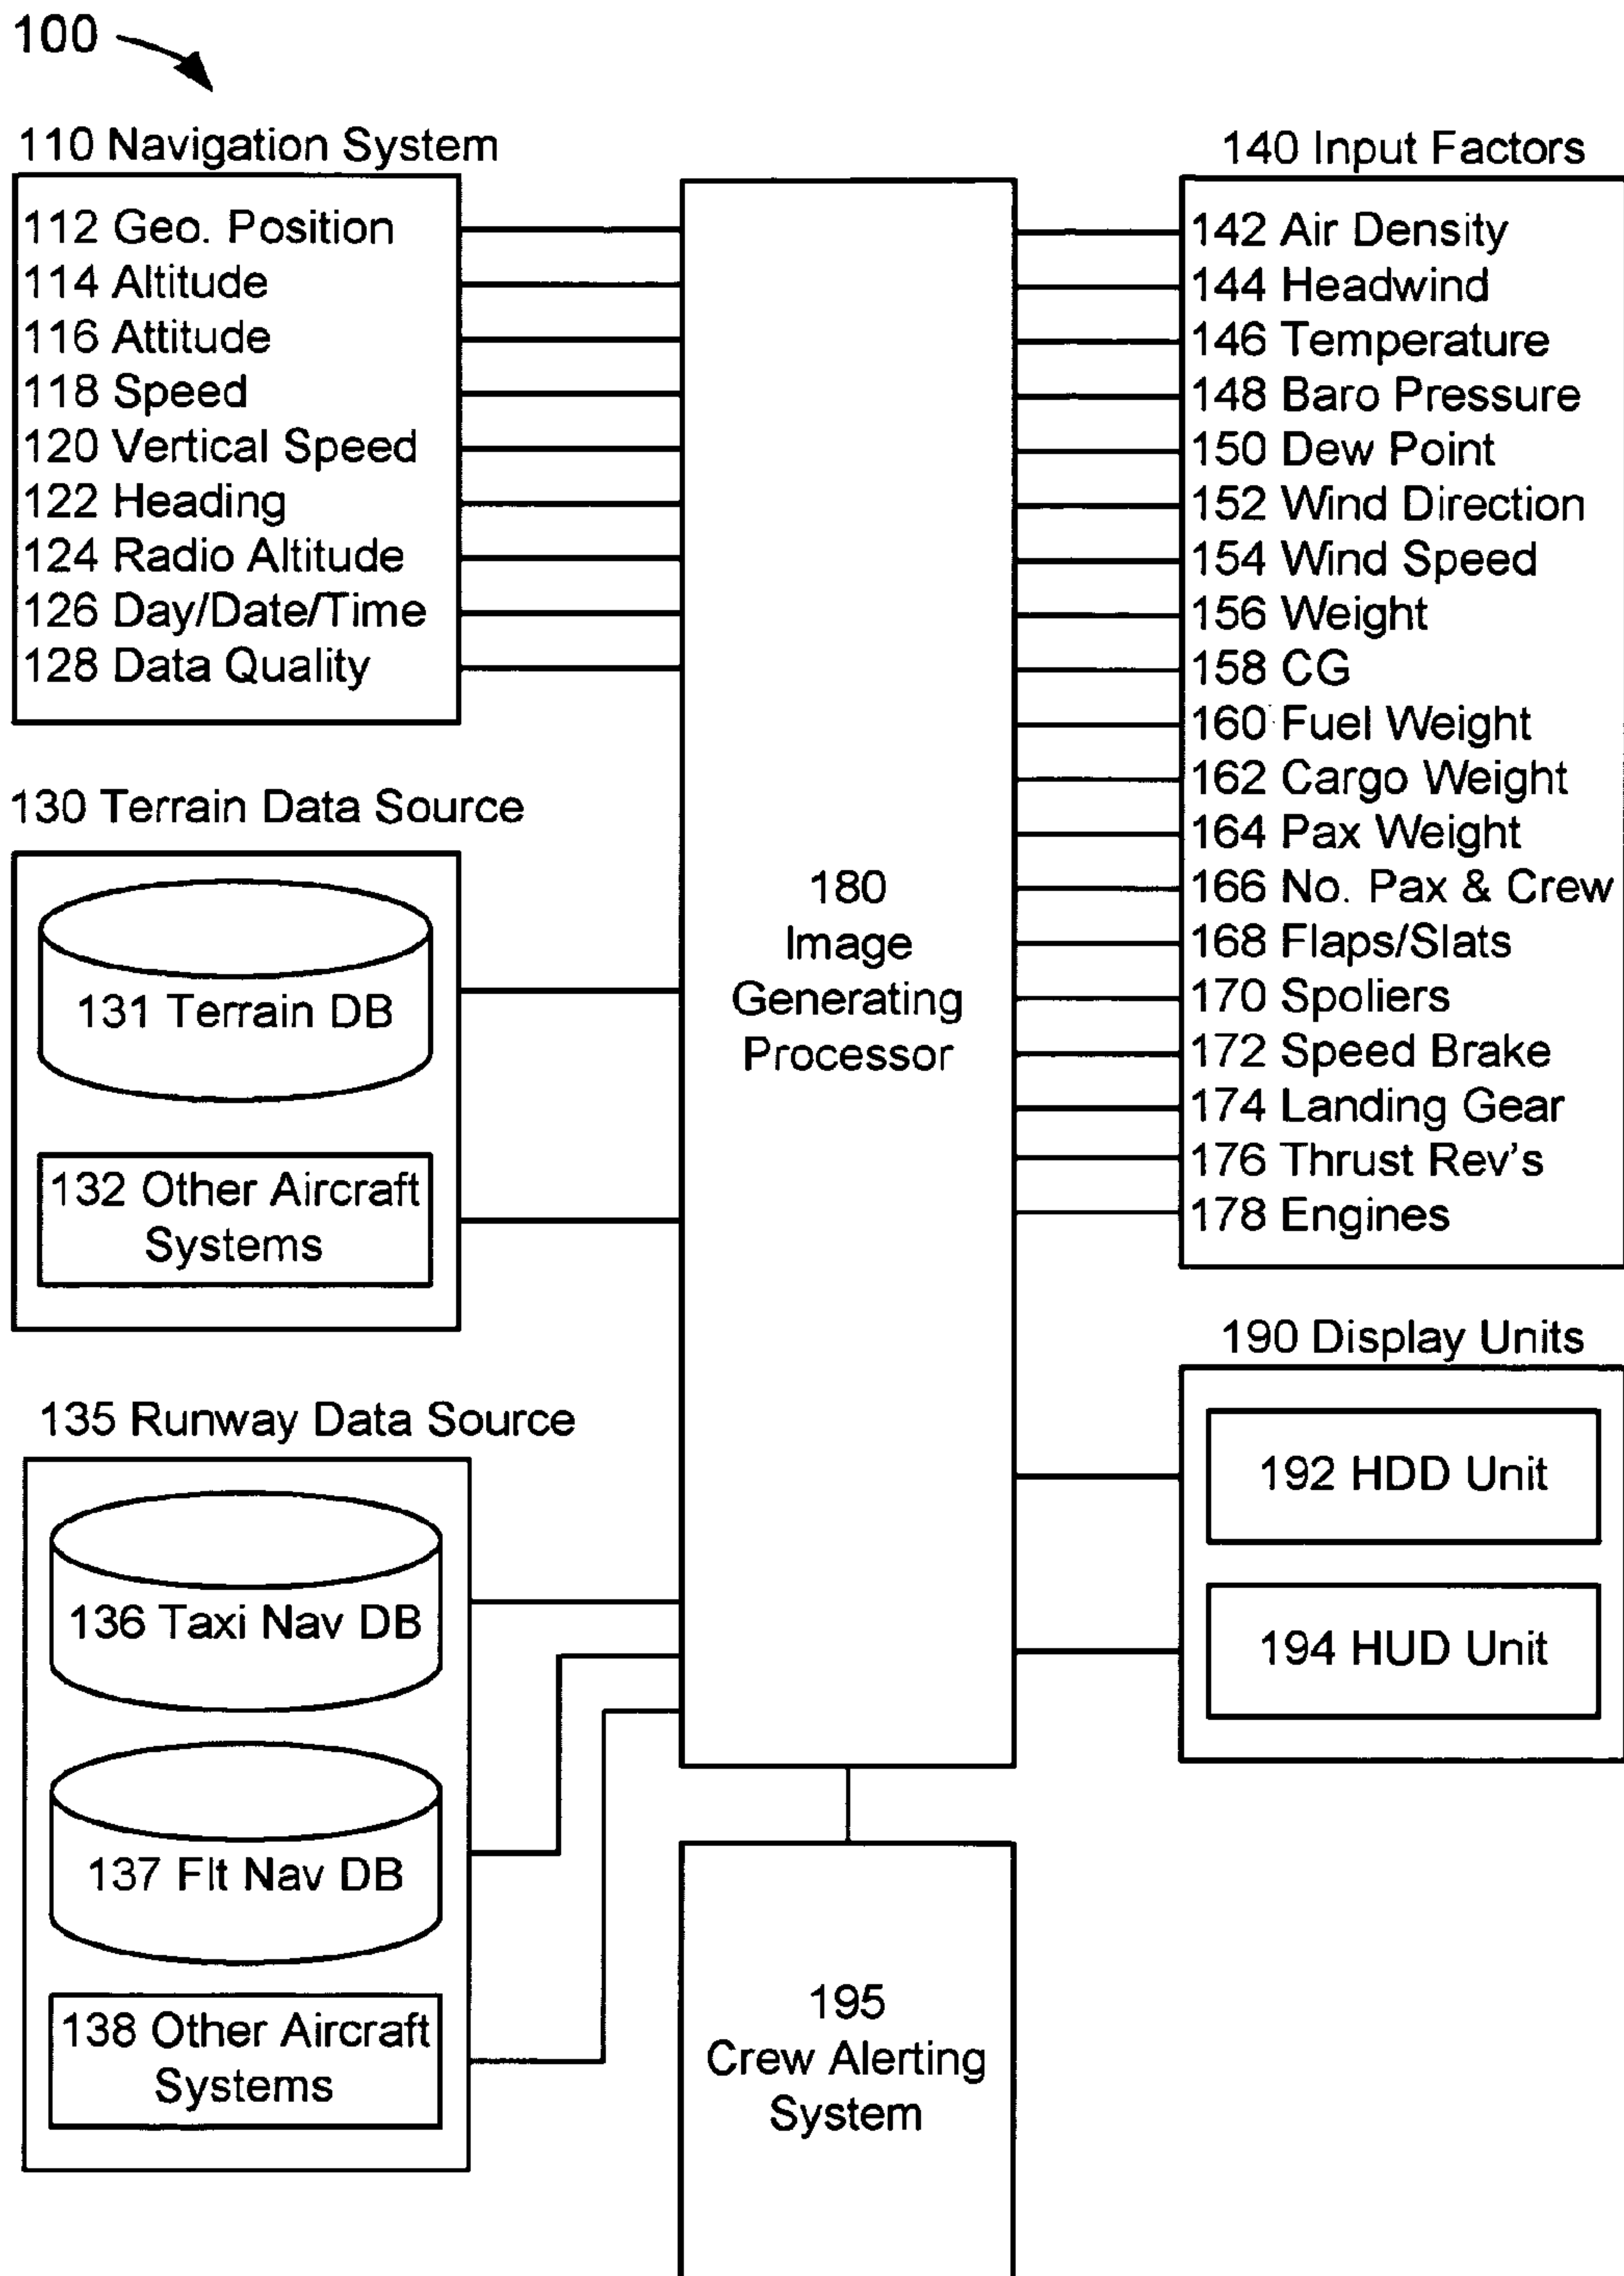 100
110 Navigation System
112 Geo. Position
114 Altitude
116 Attitude
118 Speed
120 Vertical Speed
122 Heading
124 Radio Altitude
126 Day/Date/Time
128 Data Quality
130 Terrain Data Source
131 Terrain DB
132 Other Aircraft
Systems
135 Runway Data Source
136 Taxi Nav DB
137 Flt Nav DB
138 Other Aircraft
Systems
180
Image
Generating
Processor
195
Crew Alerting
System
140 Input Factors
142 Air Density
144 Headwind
146 Temperature
148 Baro Pressure
150 Dew Point
152 Wind Direction
154 Wind Speed
156 Weight
158 CG
160 Fuel Weight
162 Cargo Weight
164 Pax Weight
166 No. Pax & Crew
168 Flaps/Slats
170 Spoliers
172 Speed Brake
174 Landing Gear
176 Thrust Rev's
178 Engines
190 Display Units
192 HDD Unit
194 HUD Unit